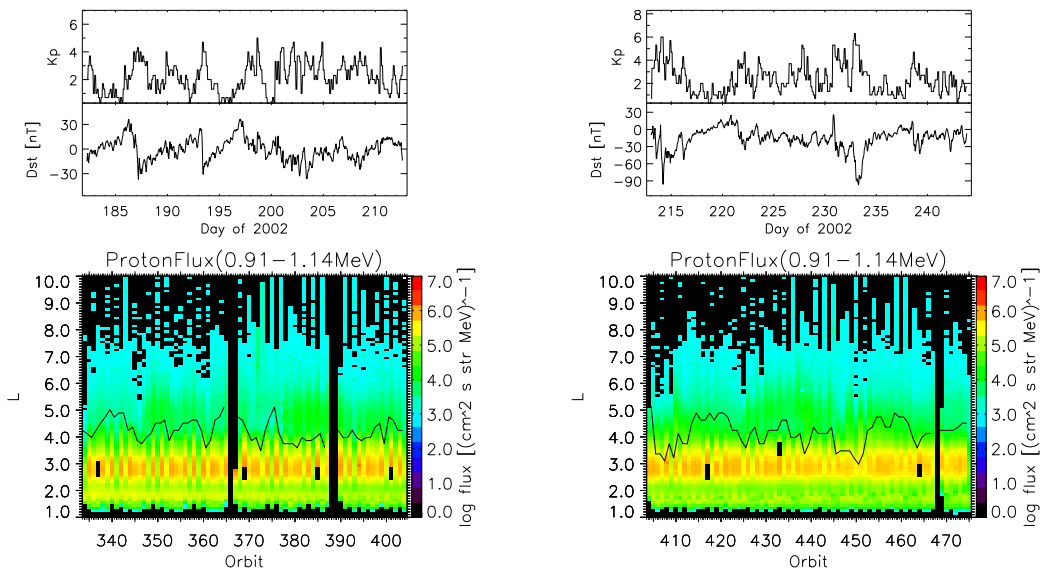 6
4
2
Kp
30
0
−30
Dst [nT]
185 190 195 200 205 210
Day of 2002
8
6
4
2
Kp
30
0
−30
−60
−90
Dst [nT]
215 220 225 230 235 240
Day of 2002
ProtonFlux(0.91−1.14MeV)
10.0
9.0
8.0
7.0
6.0
5.0
4.0
3.0
2.0
1.0
L
340 350 360 370 380 390 400
Orbit
7.0
6.0
5.0
4.0
3.0
2.0
1.0
0.0
log flux [(cm^2 s str MeV)^−1]
ProtonFlux(0.91−1.14MeV)
10.0
9.0
8.0
7.0
6.0
5.0
4.0
3.0
2.0
1.0
L
410 420 430 440 450 460 470
Orbit
7.0
6.0
5.0
4.0
3.0
2.0
1.0
0.0
log flux [(cm^2 s str MeV)^−1]